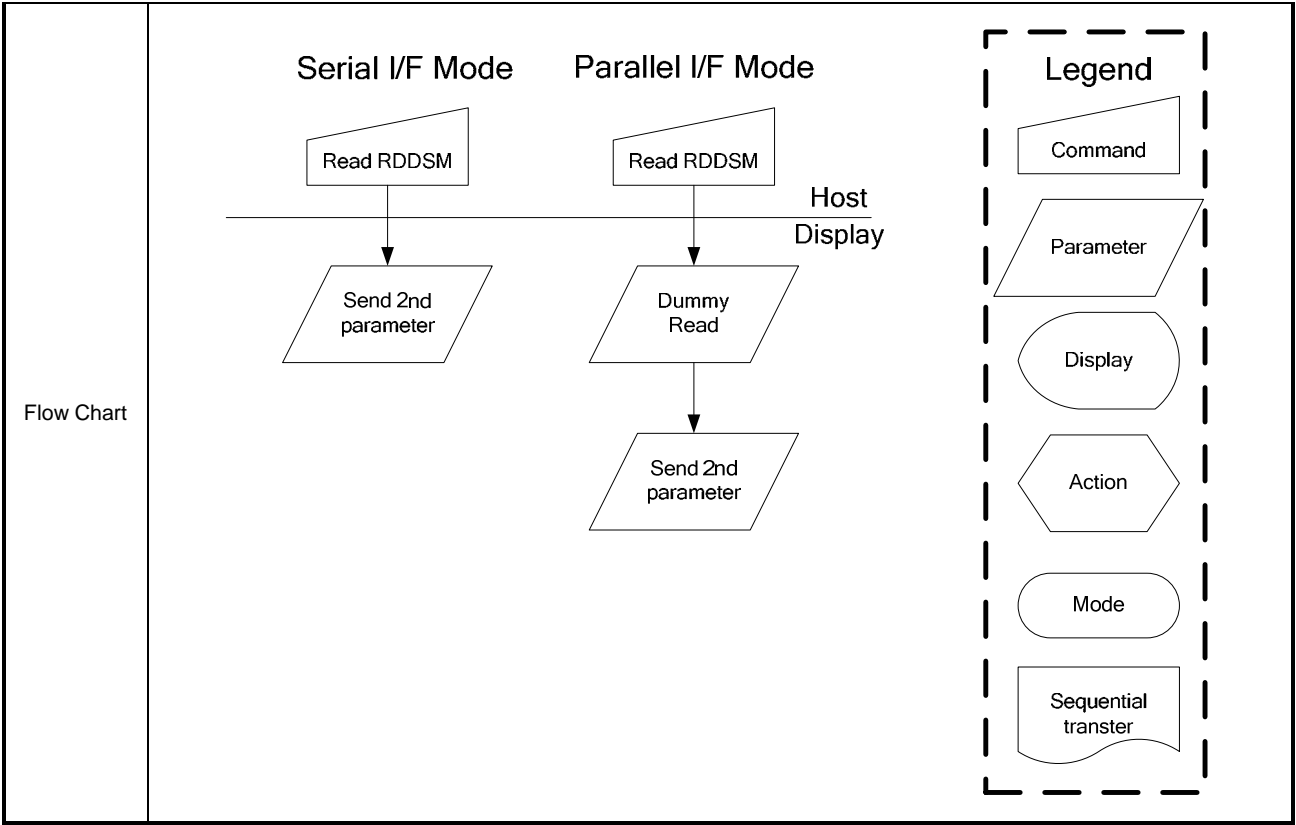 Flow Chart
Serial I/F Mode
Parallel I/F Mode
Read RDDSM
Read RDDSM
Host
Display
Send 2nd
parameter
Dummy
Read
Send 2nd
parameter
Legend
Command
Parameter
Display
Action
Mode
Sequential
transter